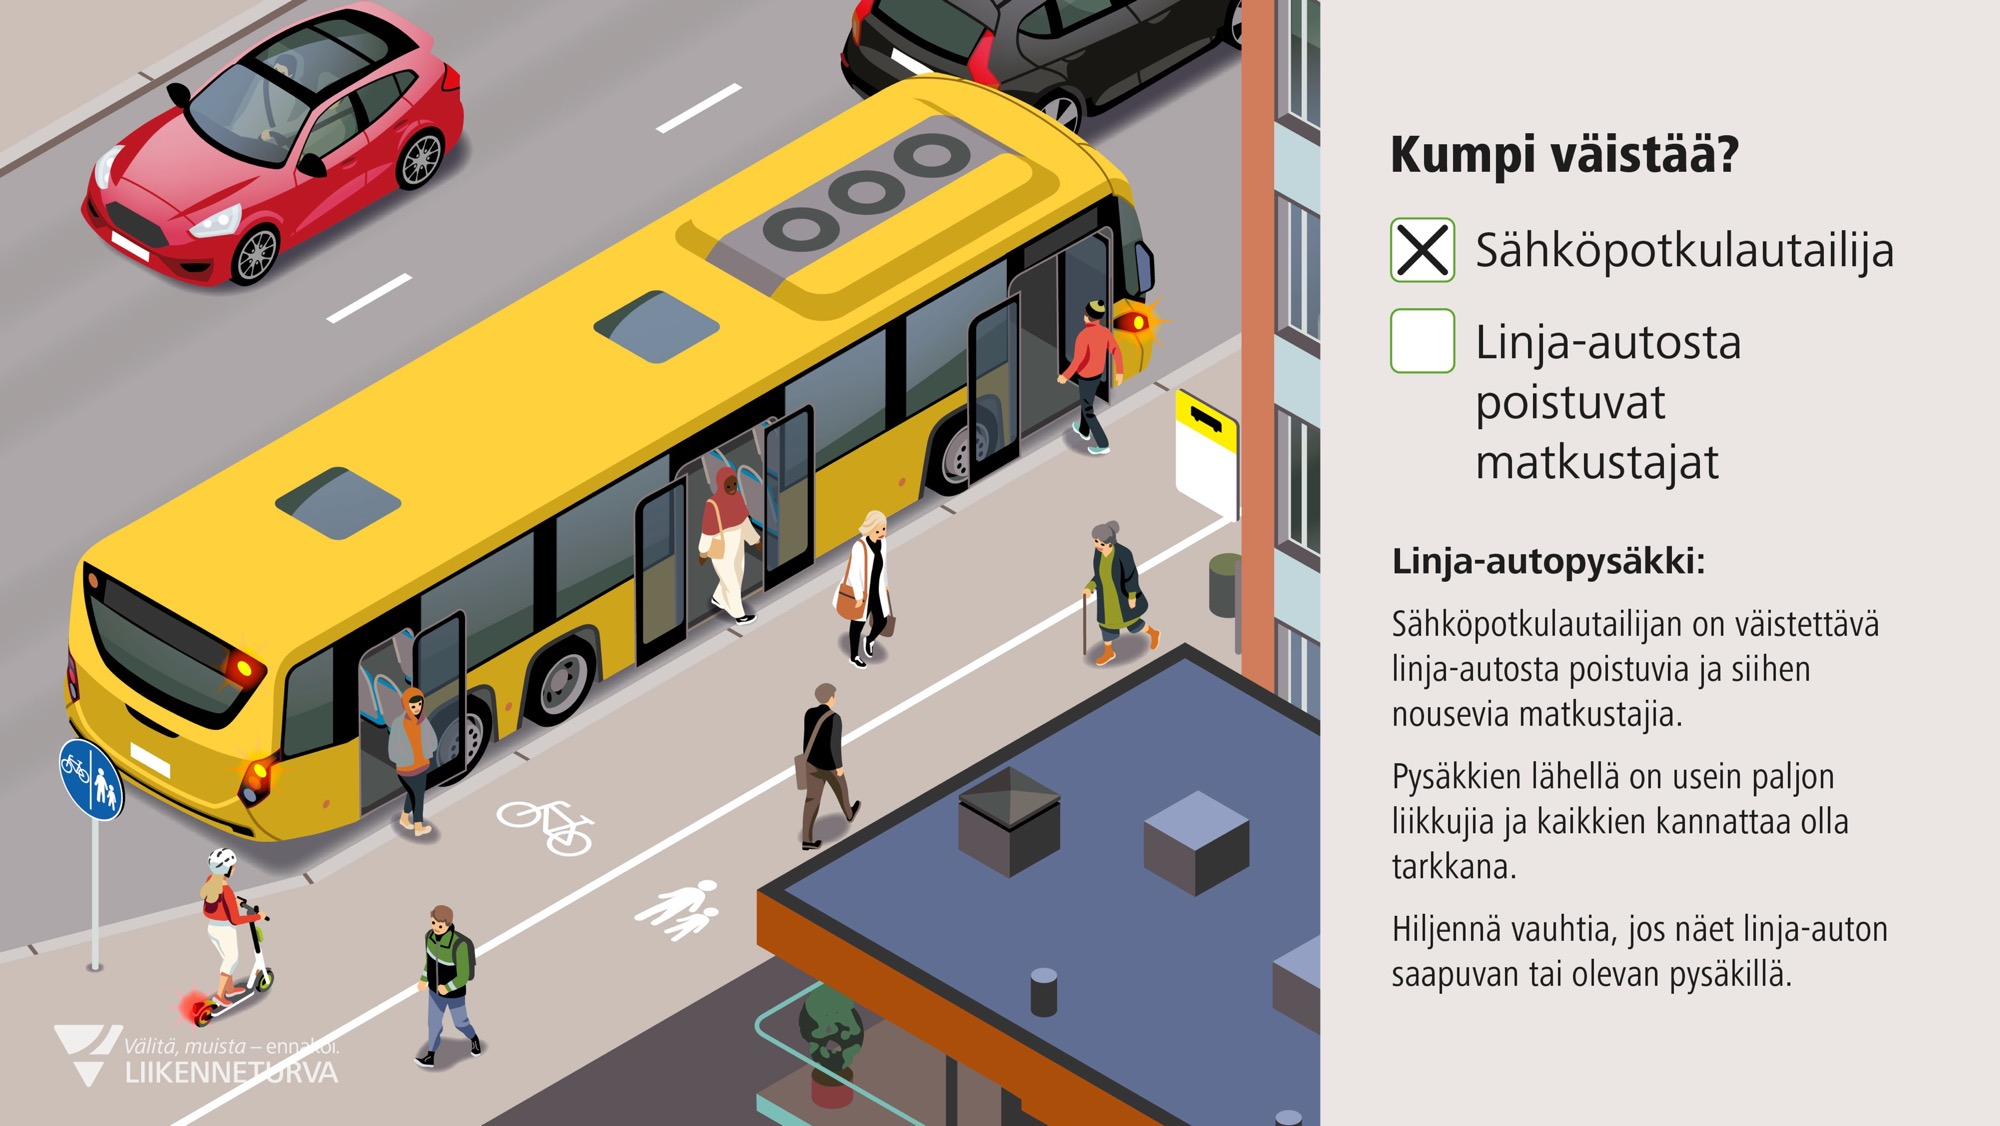 Kumpi väistää?
Sähköpotkulautailija
Linja-autosta
poistuvat
matkustajat
Linja-autopysäkki:
Sähköpotkulautailijan on väistettävä
linja-autosta poistuvia ja siihen
nousevia matkustajia.
Pysäkkien lähellä on usein paljon
liikkujia ja kaikkien kannattaa olla
tarkkana.
Hiljennä vauhtia, jos näet linja-auton
saapuvan tai olevan pysäkillä.
Välitä, muista – ennakoi.
LIIKENNETURVA